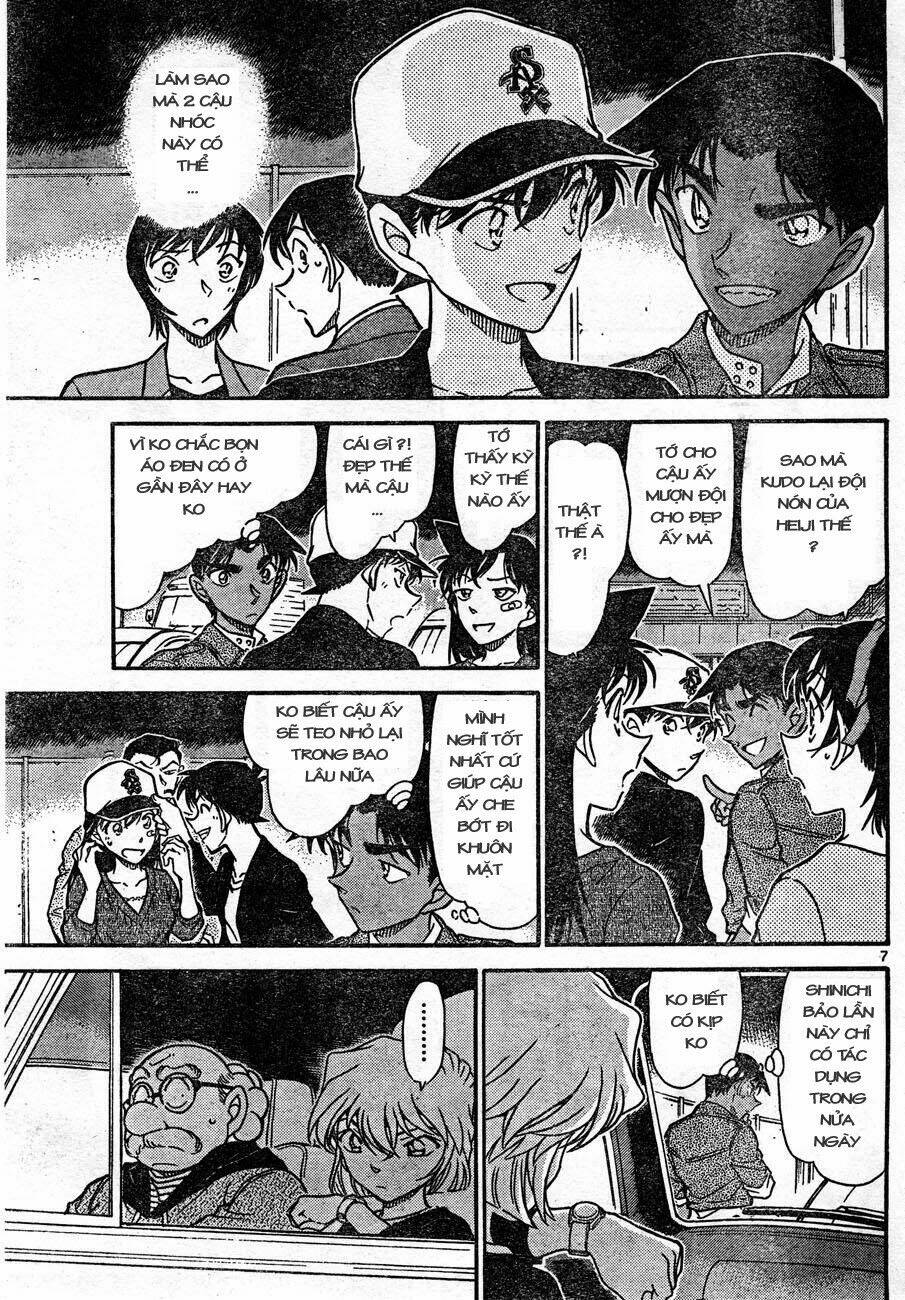 LÀM SAO
MÀ 2 CẬU
NHÓC
NÀY CÓ
THỂ
...
SAO MÀ
KUDO LẠI ĐỘI
NÓN CỦA
HEIJI THẾ
?
TỚ CHO
CẬU ẤY
MƯỢN ĐỘI
CHO ĐẸP
ẤY MÀ
THẬT
THẾ À
?!
TỚ
THẤY KỲ
KỲ THẾ
NÀO ẤY
CÁI GÌ ?!
ĐẸP THẾ
MÀ CẬU
...
VÌ KO CHẮC BỌN
ÁO ĐEN CÓ Ở
GẦN ĐÂY HAY
KO
MÌNH
NGHĨ TỐT
NHẤT CỨ
GIÚP CẬU
ẤY CHE
BỚT ĐI
KHUÔN
MẶT
KO BIẾT CẬU ẤY
SẼ TEO NHỎ LẠI
TRONG BAO
LÂU NỮA
7
SHINICHI
BẢO LẦN
NÀY CHỈ
CÓ TÁC
DỤNG
TRONG
NỬA
NGÀY
KO BIẾT
CÓ KỊP
KO
........